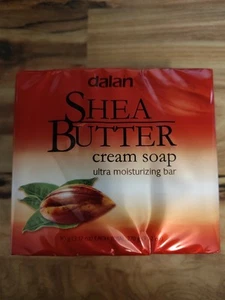 dalan
SHEA
BUTTER
cream soap
ultra moisturizing bar